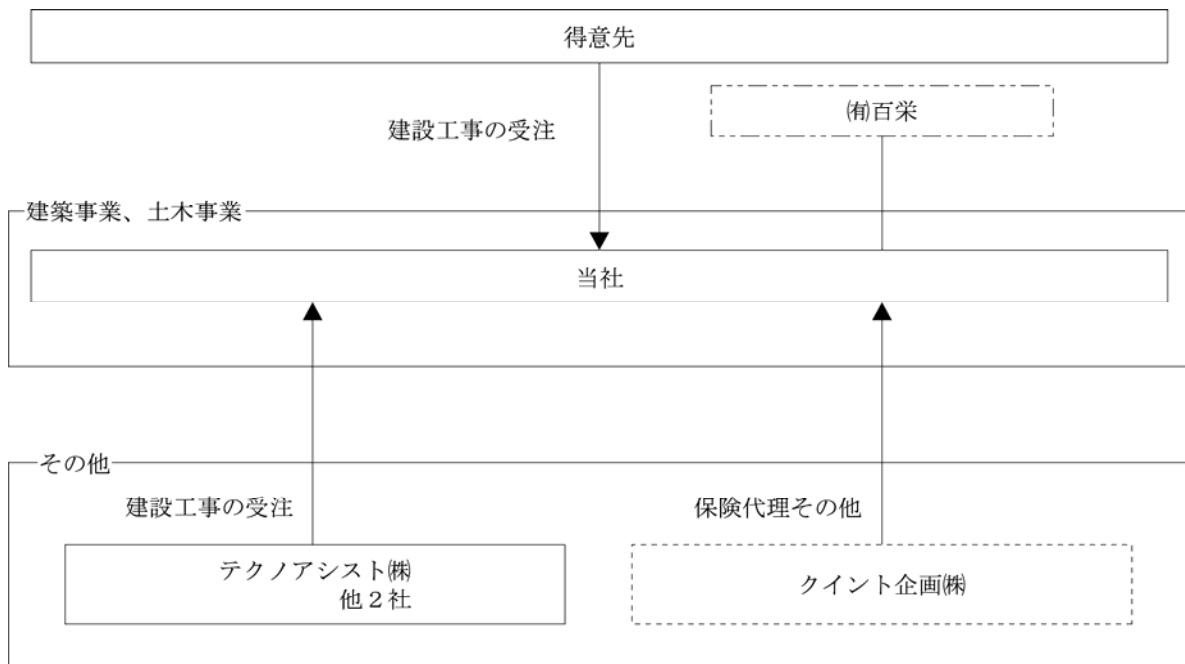 得意先
建設工事の受注
㈲百栄
建築事業、土木事業
当社
その他
建設工事の受注
保険代理その他
テクノアシスト㈱
他２社
クイント企画㈱